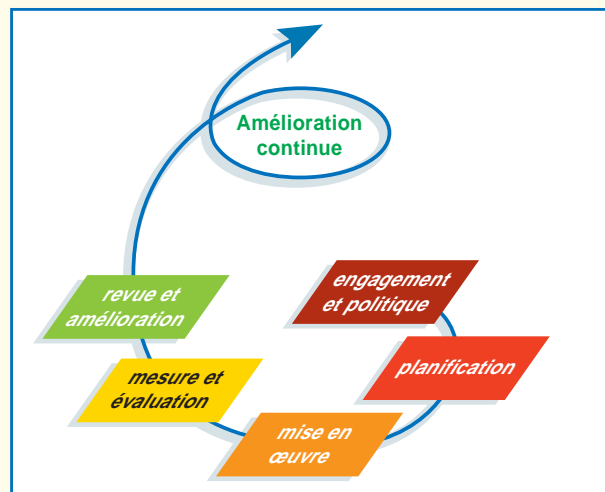 Amélioration
continue
engagement
et politique
planification
mise en
œuvre
mesure et
évaluation
revue et
amélioration